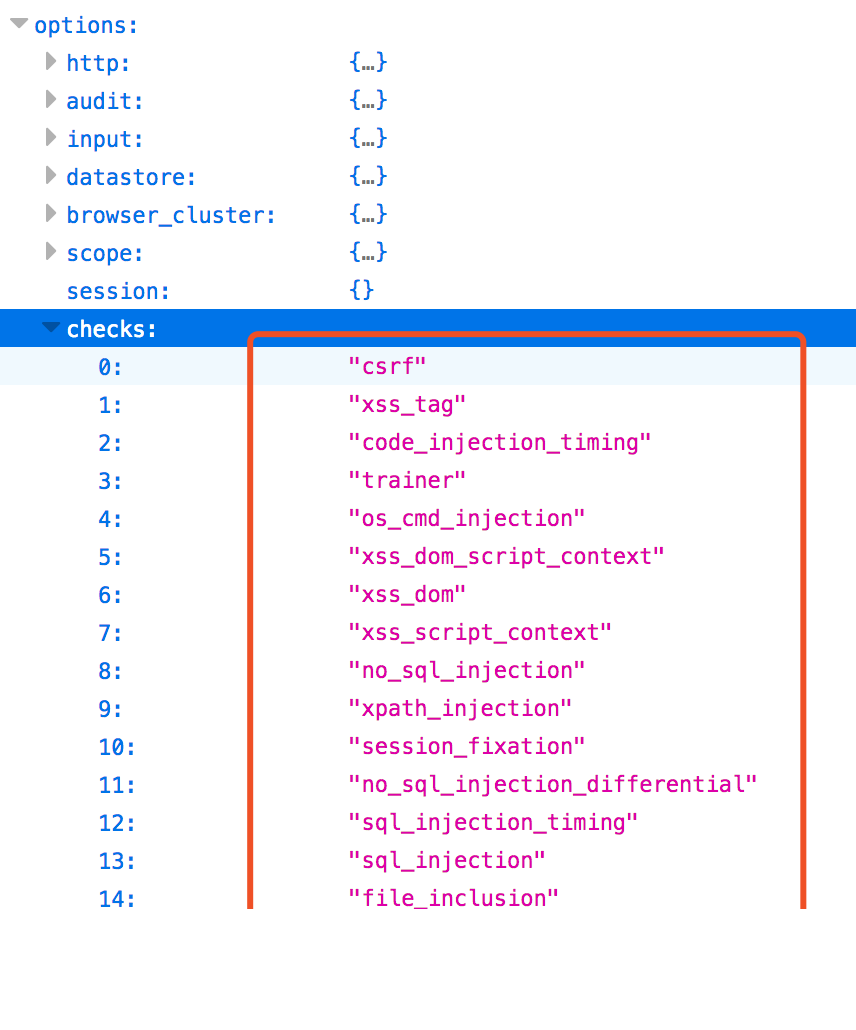 options:
http: {…}
audit: {…}
input: {…}
datastore: {…}
browser_cluster: {…}
scope: {…}
session: {}
checks:
0: "csrf"
1: "xss_tag"
2: "code_injection_timing"
3: "trainer"
4: "os_cmd_injection"
5: "xss_dom_script_context"
6: "xss_dom"
7: "xss_script_context"
8: "no_sql_injection"
9: "xpath_injection"
10: "session_fixation"
11: "no_sql_injection_differential"
12: "sql_injection_timing"
13: "sql_injection"
14: "file_inclusion"